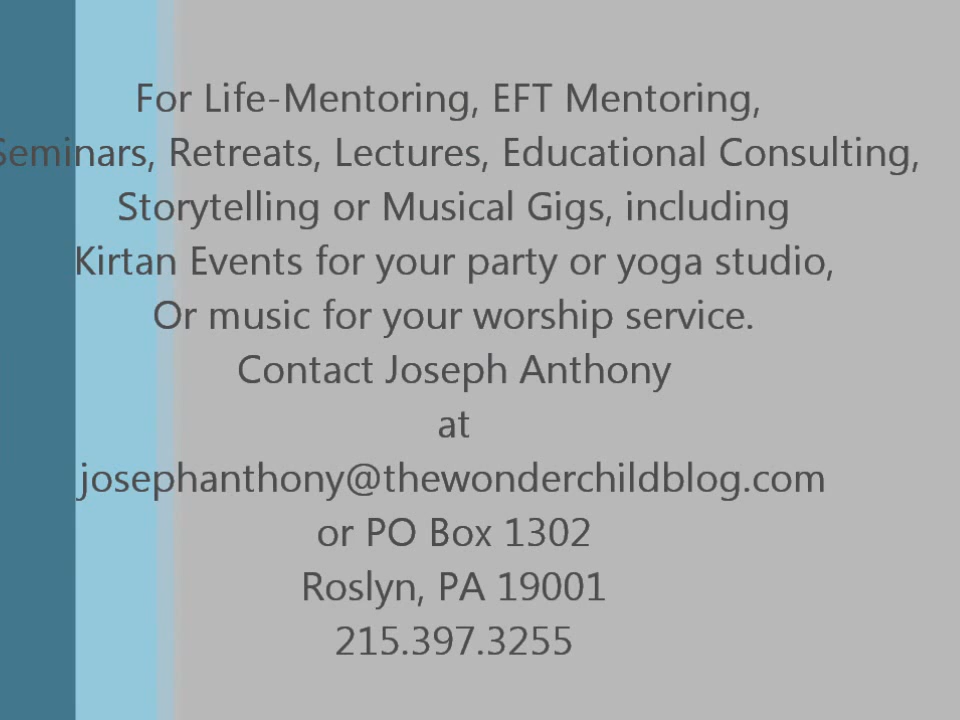 For Life-Mentoring, EFT Mentoring,
Seminars, Retreats, Lectures, Educational Consulting,
Storytelling or Musical Gigs, including
Kirtan Events for your party or yoga studio,
Or music for your worship service.
Contact Joseph Anthony
at
josephanthony@thewonderchildblog.com
or PO Box 1302
Roslyn, PA 19001
215.397.3255